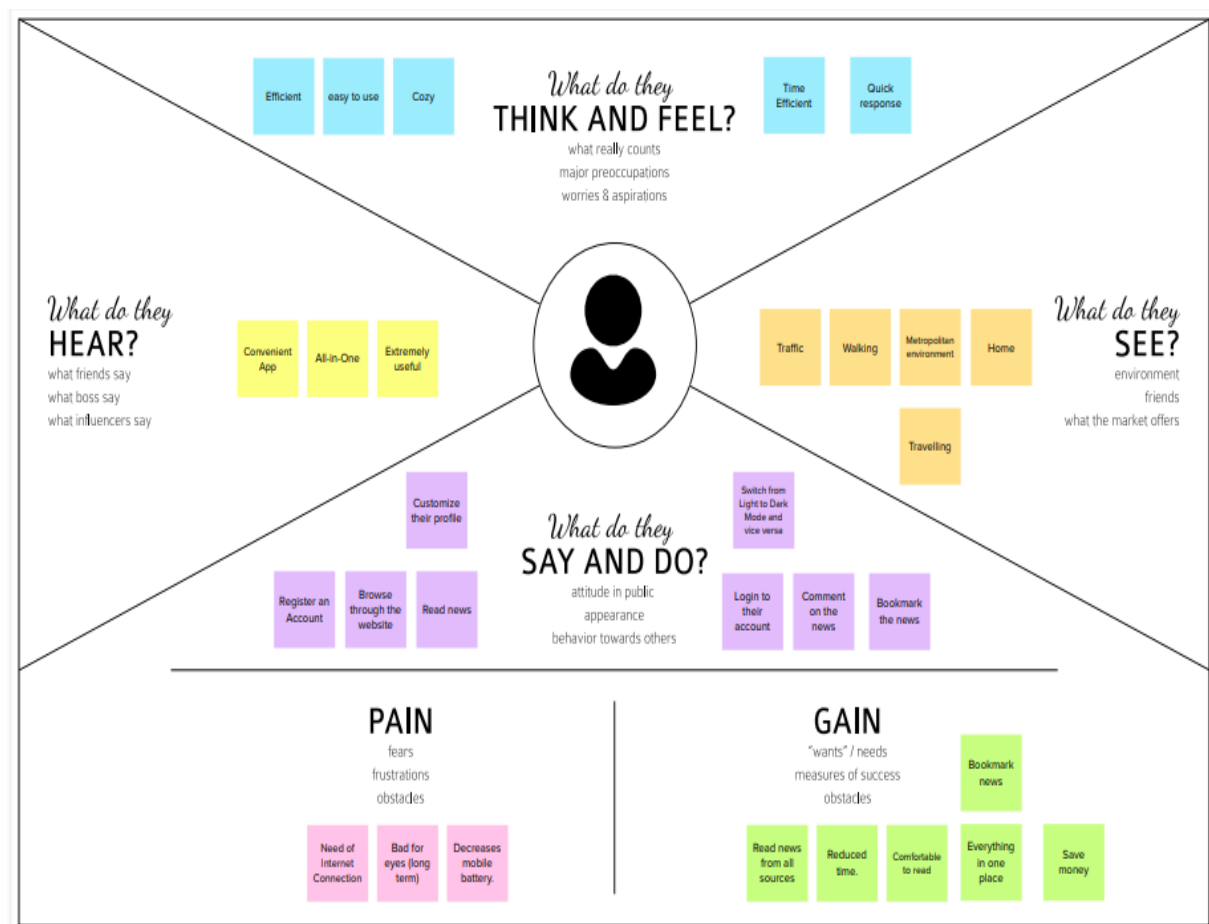 Efficient
easy to use
Cozy
What do they
THINK AND FEEL?
what really counts
major preoccupations
worries & aspirations
Time
Efficient
Quick
response
What do they
HEAR?
what friends say
what boss say
what influencers say
Convenient
App
All-in-One
Extremely
useful
Traffic
Walking
Metropolitan
environment
Home
Travelling
What do they
SEE?
environment
friends
what the market offers
Customize
their profile
Register an
Account
Browse
through the
website
Read news
What do they
SAY AND DO?
attitude in public
appearance
behavior towards others
Switch from
Light to Dark
Mode and
vice versa
Login to
their
account
Comment
on the
news
Bookmark
the news
PAIN
fears
frustrations
obstacles
Need of
Internet
Connection
Bad for
eyes (long
term)
Decreases
mobile
battery.
GAIN
"wants" / needs
measures of success
obstacles
Bookmark
news
Read news
from all
sources
Reduced
time.
Comfortable
to read
Everything
in one
place
Save
money